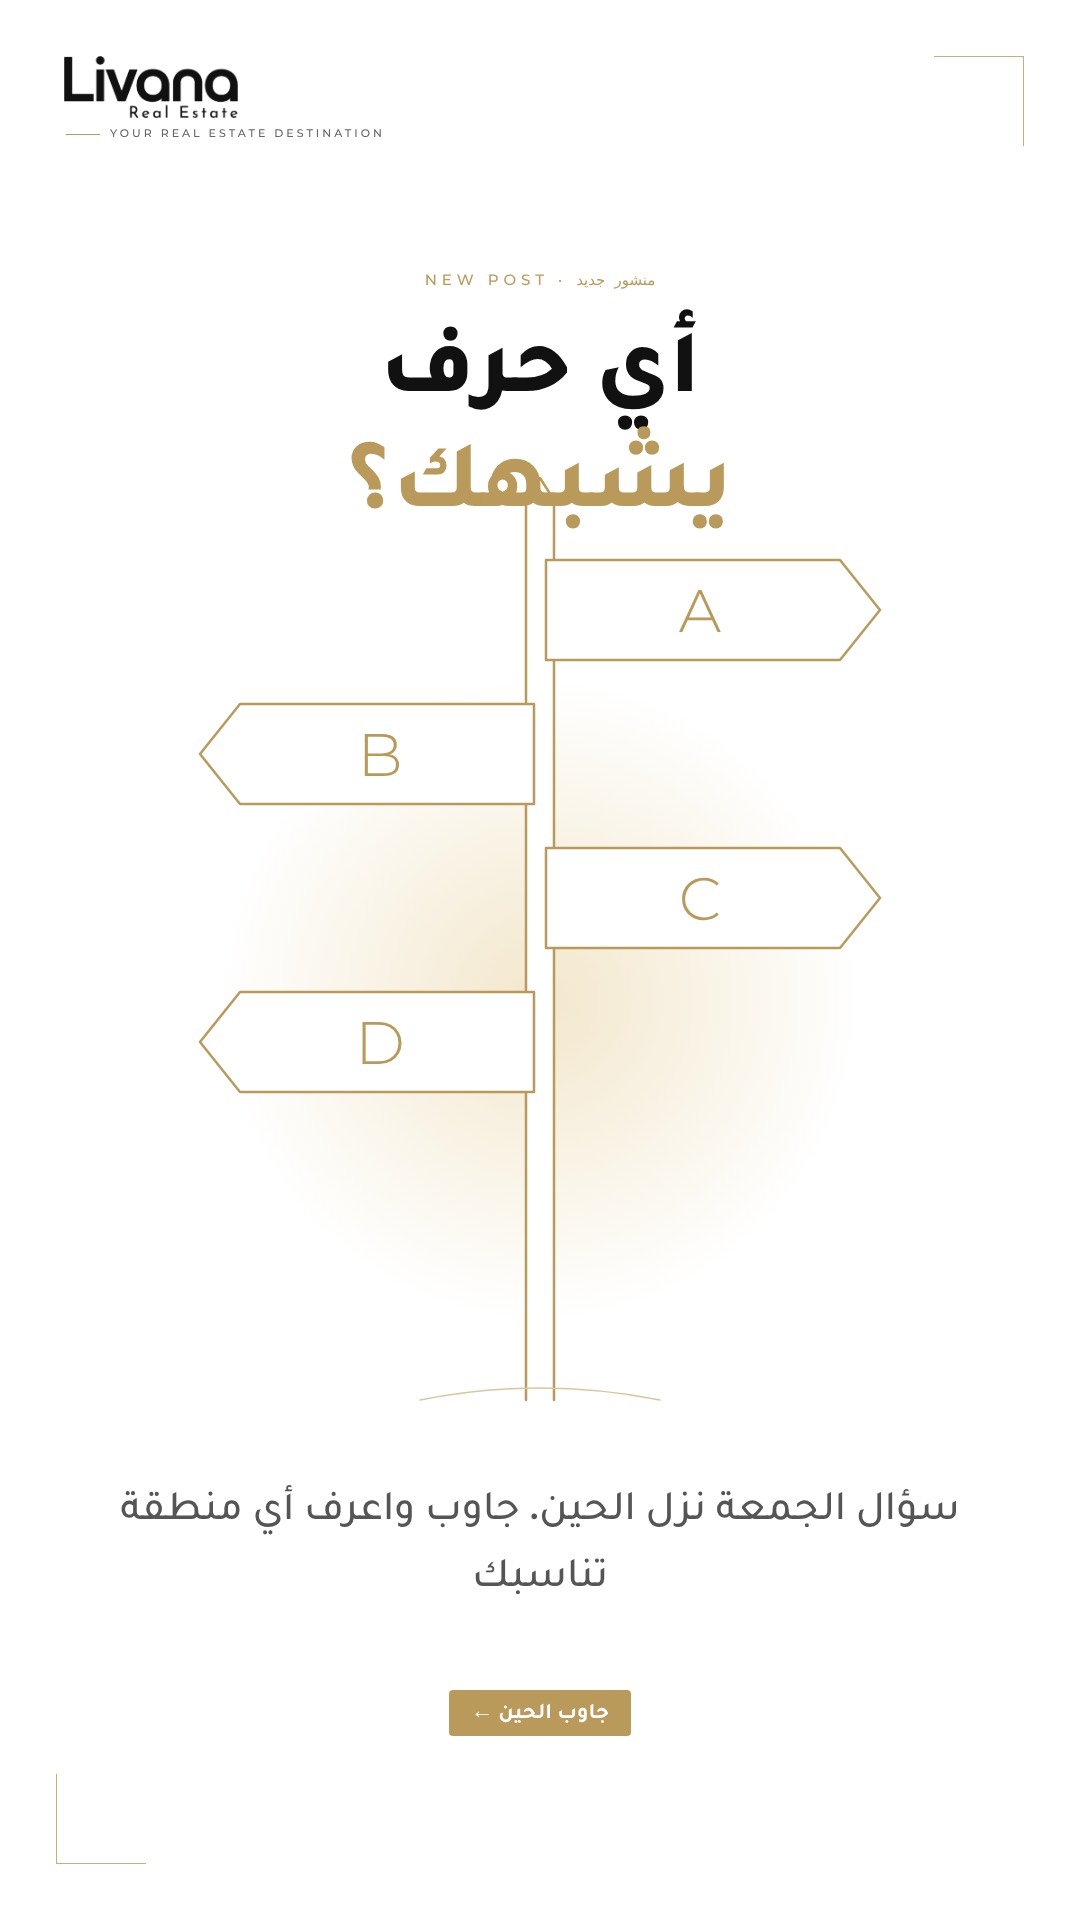 Livana
Real Estate
YOUR REAL ESTATE DESTINATION
NEW POST · منشور جديد
أي حرف
يشبهك؟
A
B
C
D
سؤال الجمعة نزل الحين. جاوب واعرف أي منطقة
تناسبك
جاوب الحين ←